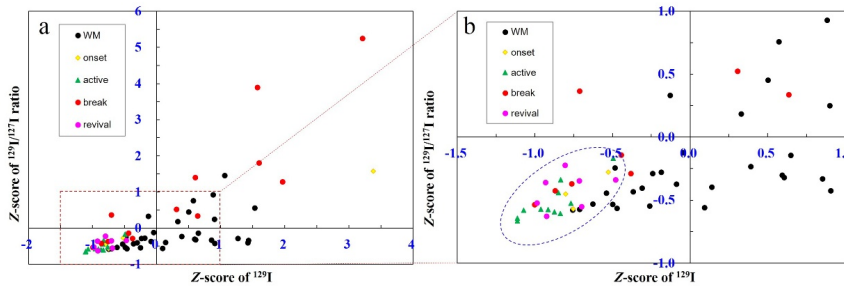 a
Z-score of ¹²⁹I/¹²⁷I ratio
6
5
4
3
2
1
0
-1
-2 -1 0 1 2 3 4
Z-score of ¹²⁹I
WM
onset
active
break
revival
b
Z-score of ¹²⁹I/¹²⁷I ratio
1.0
0.5
0.0
-0.5
-1.0
-1.5 -1.0 -0.5 0.0 0.5 1.0
Z-score of ¹²⁹I
WM
onset
active
break
revival